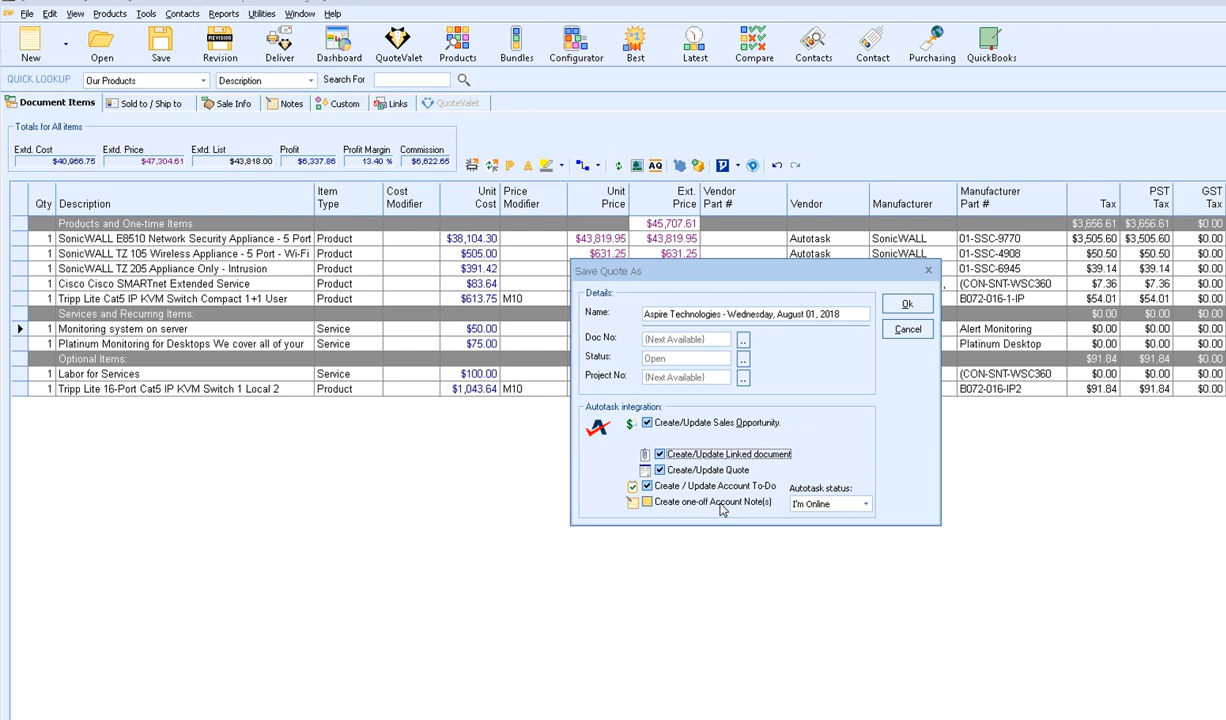 File Edit View Products Tools Contacts Reports Utilities Window Help
New Open Save Revision Deliver Dashboard QuoteValet Products Bundles Configurator Best Latest Compare Contacts Contact Purchasing QuickBooks
QUICK LOOKUP Our Products Description Search For
Document Items Sold to / Ship to Sale Info Notes Custom Links QuoteValet
Totals for All items
Extd. Cost Extd. Price Extd. List Profit Profit Margin Commission
$40,966.75 $47,304.61 $43,818.00 $6,337.86 13.40 % $6,622.65
Qty Description Item Type Cost Modifier Unit Cost Price Modifier Unit Price Ext. Price Vendor Part # Vendor Manufacturer Manufacturer Part # Tax PST Tax GST Tax
Products and One-time Items $45,707.61 $3,656.61 $3,656.61 $0.00
1 SonicWALL E8510 Network Security Appliance - 5 Port Product $38,104.30 $43,819.95 $43,819.95 Autotask SonicWALL 01-SSC-9770 $3,505.60 $3,505.60 $0.00
1 SonicWALL TZ 105 Wireless Appliance - 5 Port - Wi-Fi Product $505.00 $631.25 $631.25 Autotask SonicWALL 01-SSC-4908 $50.50 $50.50 $0.00
1 SonicWALL TZ 205 Appliance Only - Intrusion Product $391.42 01-SSC-6945 $39.14 $39.14 $0.00
1 Cisco Cisco SMARTnet Extended Service Product $83.64 (CON-SNT-WSC360 $7.36 $7.36 $0.00
1 Tripp Lite Cat5 IP KVM Switch Compact 1+1 User Product $613.75 M10 B072-016-1-IP $54.01 $54.01 $0.00
Services and Recurring Items: $0.00 $0.00 $0.00
1 Monitoring system on server Service $50.00 Alert Monitoring $0.00 $0.00 $0.00
1 Platinum Monitoring for Desktops We cover all of your Service $75.00 Platinum Desktop $0.00 $0.00 $0.00
Optional Items: $91.84 $91.84 $0.00
1 Labor for Services Service $100.00 (CON-SNT-WSC360 $0.00 $0.00 $0.00
1 Tripp Lite 16-Port Cat5 IP KVM Switch 1 Local 2 Product $1,043.64 M10 B072-016-IP2 $91.84 $91.84 $0.00
Save Quote As
Details:
Name: Aspire Technologies - Wednesday, August 01, 2018
Ok
Cancel
Doc No: (Next Available) ..
Status: Open ..
Project No: (Next Available) ..
Autotask integration:
Create/Update Sales Opportunity.
Create/Update Linked document
Create/Update Quote
Create / Update Account To-Do
Create one-off Account Note(s)
Autotask status:
I'm Online